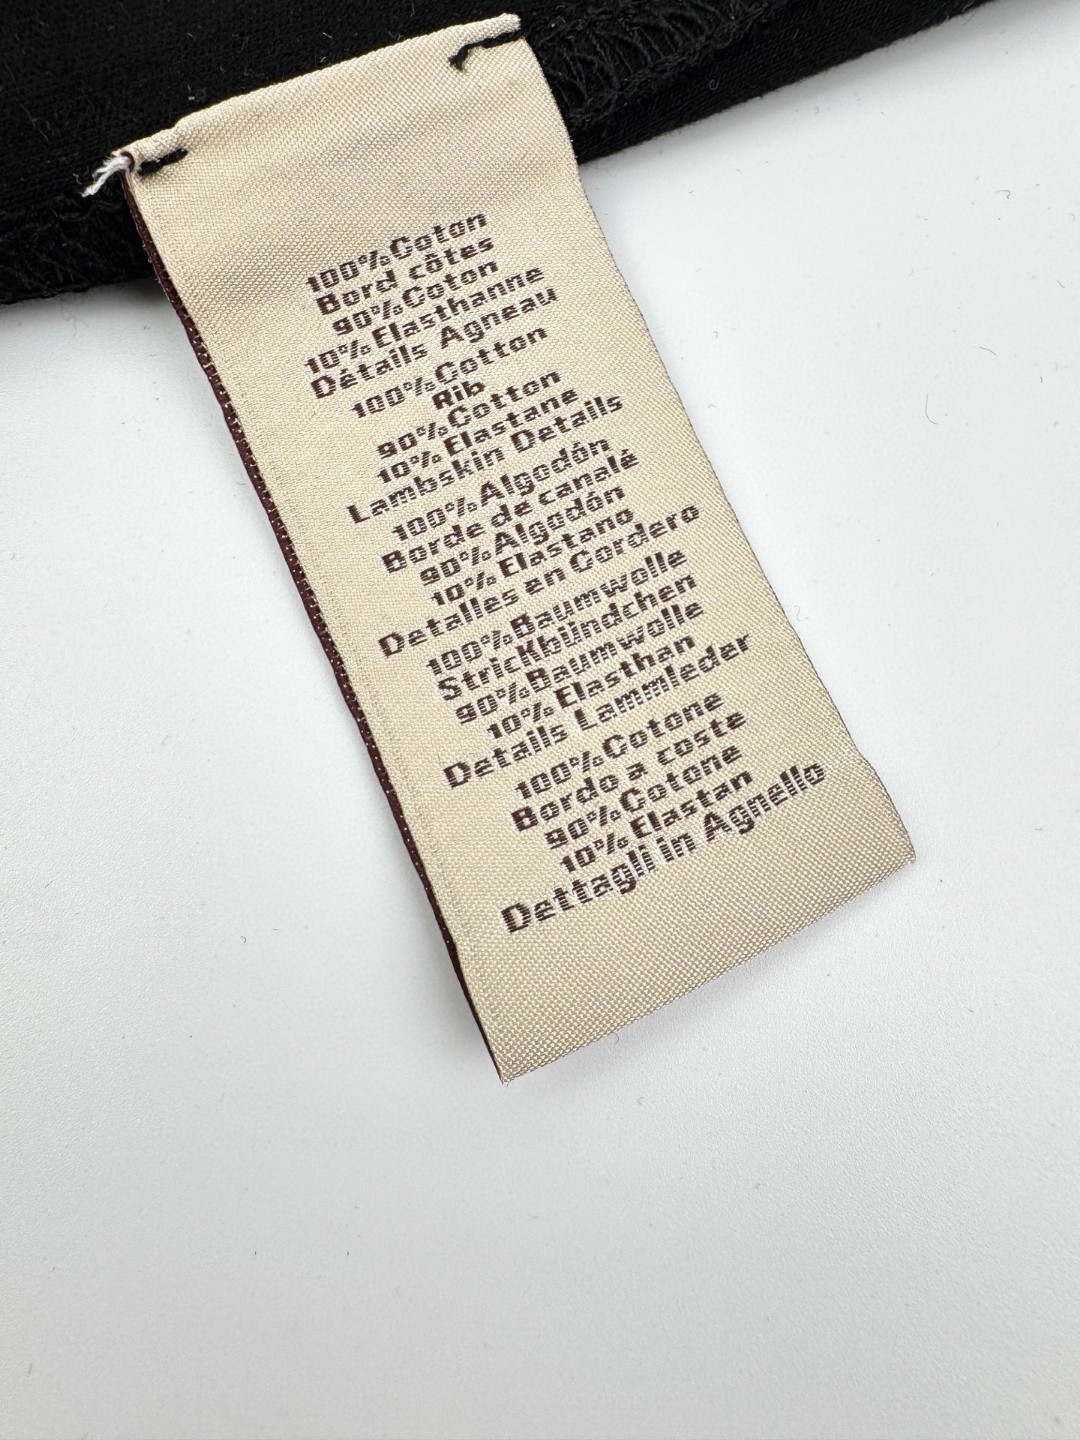 100%Coton
Bord côtes
90%Coton
10%Elasthanne
Détails Agneau
100%Cotton
Rib
90%Cotton
10%Elastane
Lambskin Details
100%Algodón
Borde de canalé
90%Algodón
10%Elastano
Detalles en Cordero
100%Baumwolle
StricKbündchen
90%Baumwolle
10%Elasthan
Details Lammleder
100%Cotone
Bordo a coste
90%Cotone
10%Elastan
Dettagli in Agnello